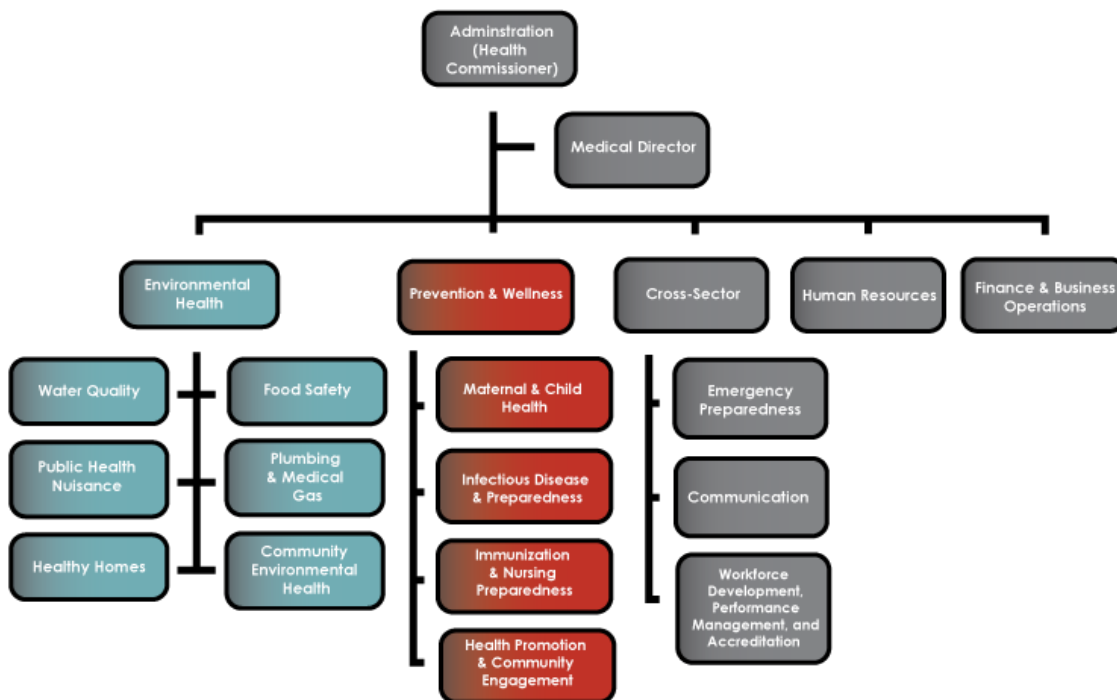 Adminstration
(Health
Commissioner)
Medical Director
Environmental
Health
Prevention & Wellness
Cross-Sector
Human Resources
Finance & Business
Operations
Water Quality
Food Safety
Public Health
Nuisance
Plumbing
& Medical
Gas
Healthy Homes
Community
Environmental
Health
Maternal & Child
Health
Infectious Disease
& Preparedness
Immunization
& Nursing
Preparedness
Health Promotion
& Community
Engagement
Emergency
Preparedness
Communication
Workforce
Development,
Performance
Management, and
Accreditation